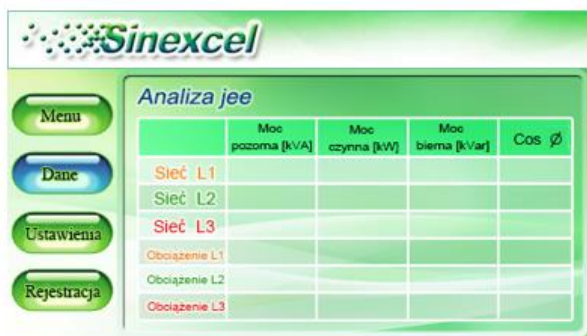 Sinexcel
Menu
Dane
Ustawienia
Rejestracja
Analiza jee
Moc pozorna [kVA]
Moc czynna [kW]
Moc bierna [kVar]
Cos Ø
Sieć L1
Sieć L2
Sieć L3
Obciążenie L1
Obciążenie L2
Obciążenie L3